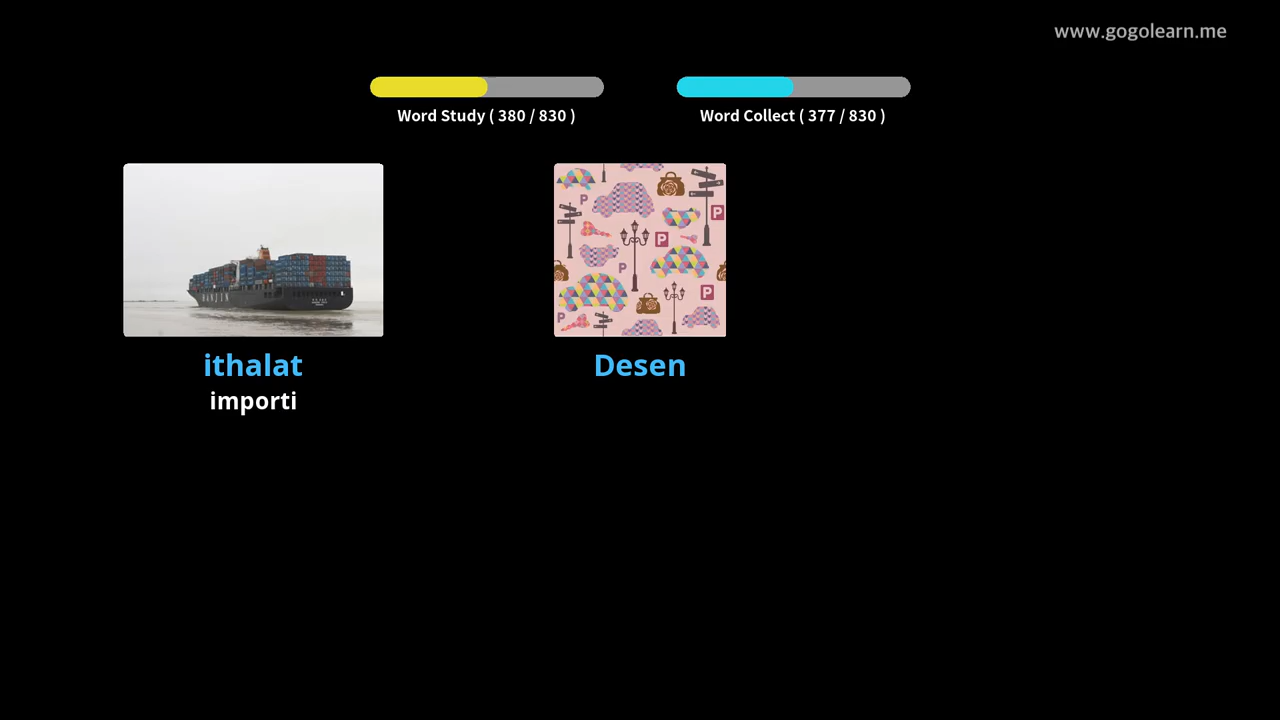 www.gogolearn.me
Word Study ( 380 / 830 )
Word Collect ( 377 / 830 )
P
P
P
P
P
P
ithalat
importi
Desen